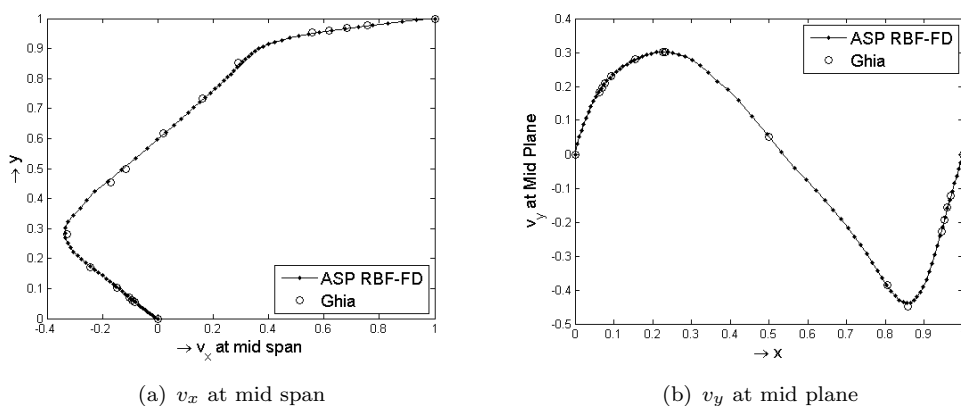 1
0.9
0.8
0.7
0.6
0.5
0.4
0.3
0.2
0.1
0
-0.4 -0.2 0 0.2 0.4 0.6 0.8 1
→ y
→ v_x at mid span
ASP RBF-FD
Ghia
(a) v_x at mid span
0.4
0.3
0.2
0.1
0
-0.1
-0.2
-0.3
-0.4
-0.5
0 0.1 0.2 0.3 0.4 0.5 0.6 0.7 0.8 0.9
v_y at Mid Plane
→ x
ASP RBF-FD
Ghia
(b) v_y at mid plane